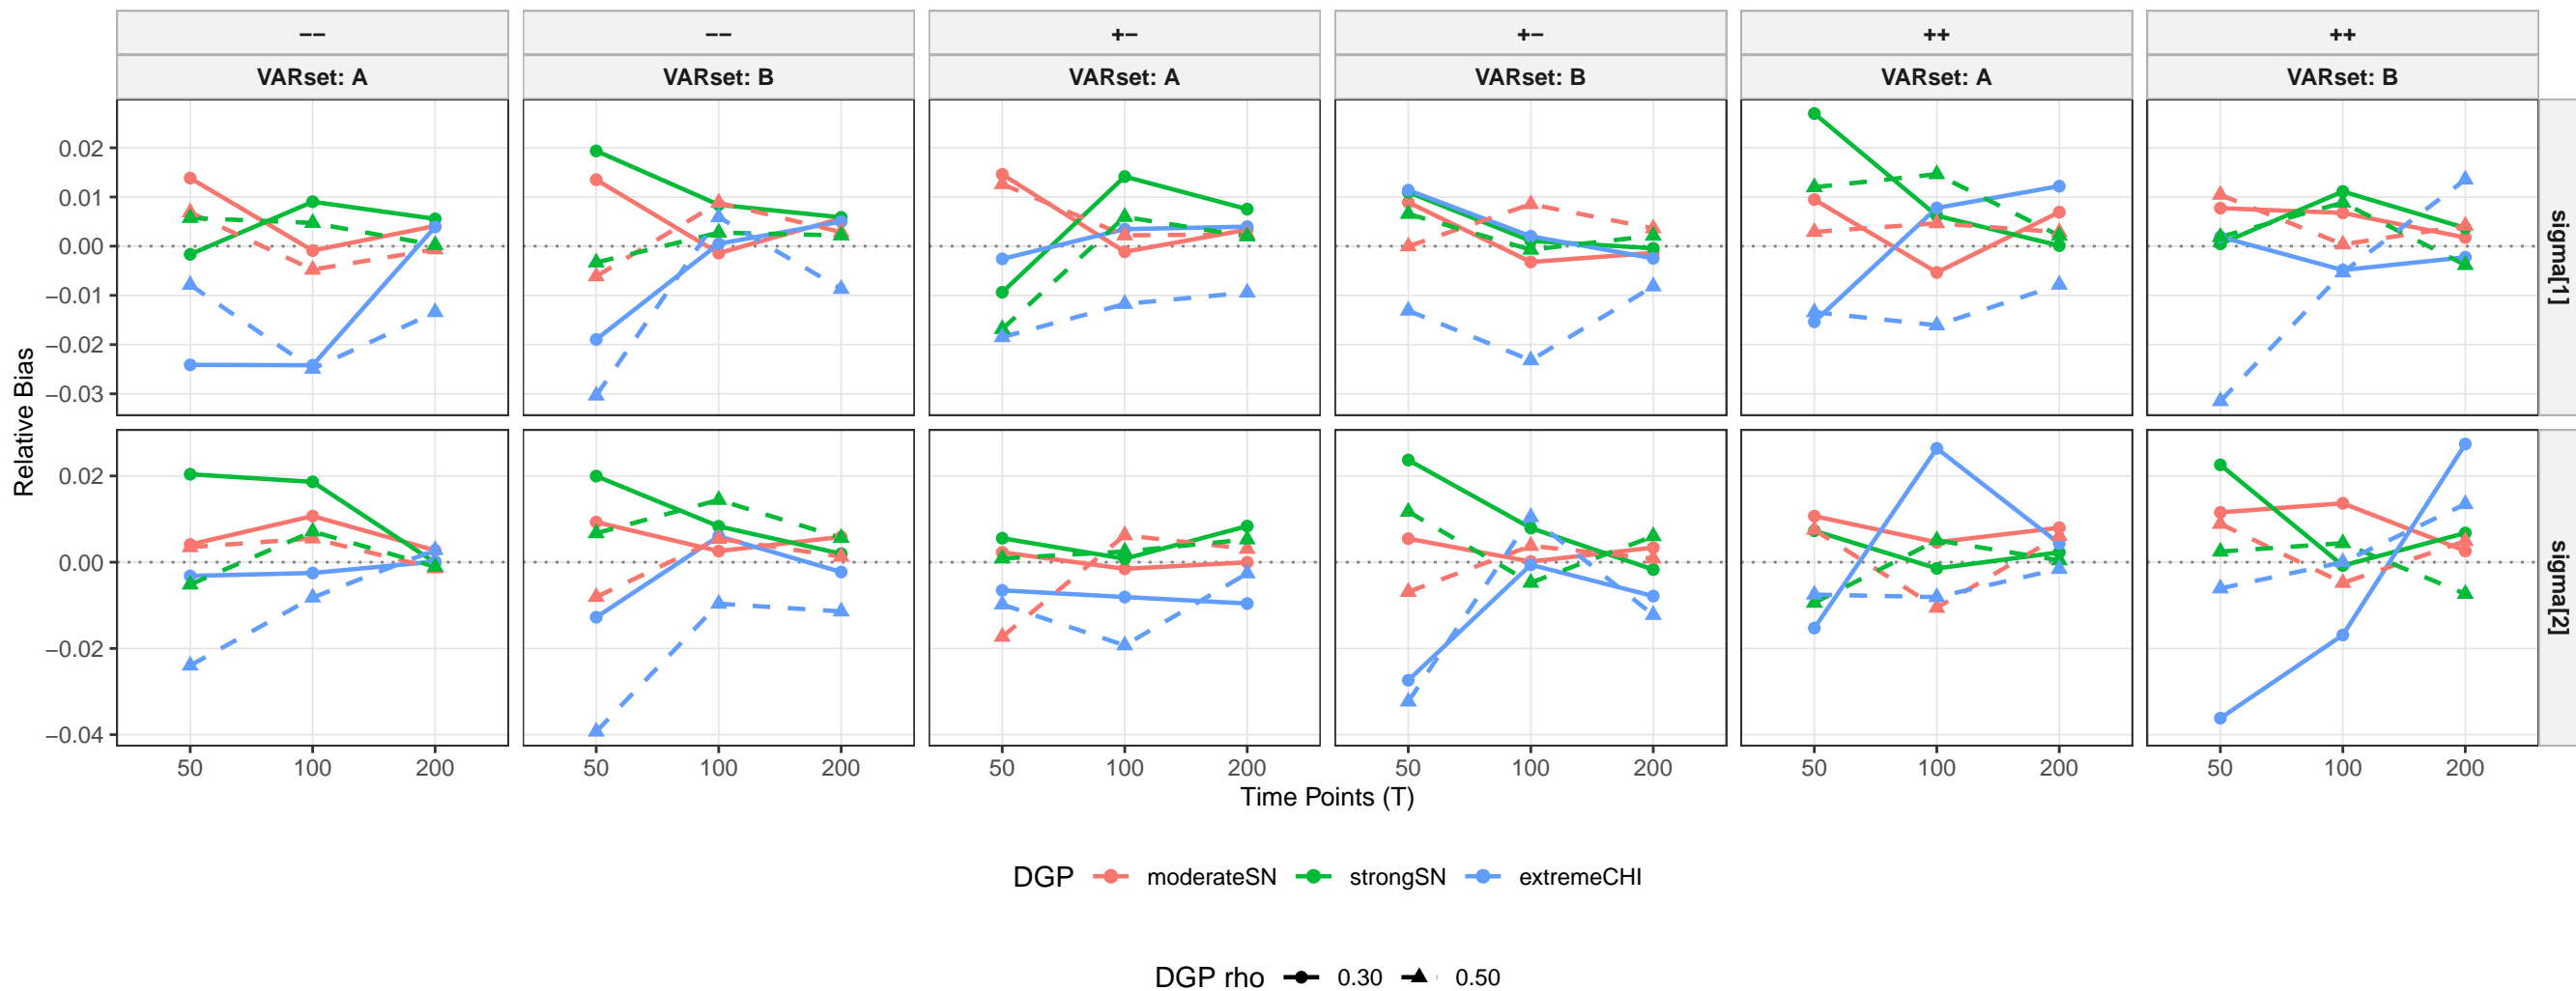 −− −− +− +− ++ ++
VARset: A VARset: B VARset: A VARset: B VARset: A VARset: B
0.02
0.01
0.00
−0.01
−0.02
−0.03
sigma[1]
Relative Bias
0.02
0.00
−0.02
−0.04
sigma[2]
50 100 200 50 100 200 50 100 200 50 100 200 50 100 200 50 100 200
Time Points (T)
DGP moderateSN strongSN extremeCHI
DGP rho 0.30 0.50